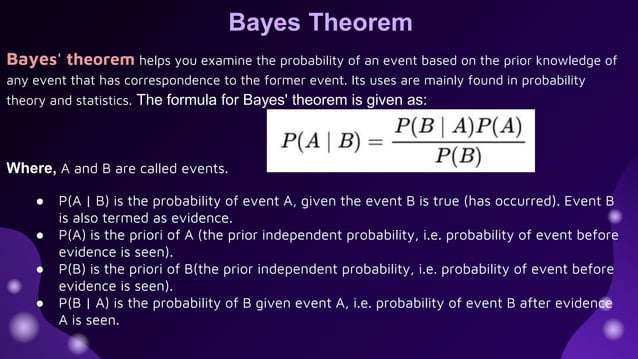 Bayes Theorem
Bayes' theorem helps you examine the probability of an event based on the prior knowledge of
any event that has correspondence to the former event. Its uses are mainly found in probability
theory and statistics. The formula for Bayes' theorem is given as:
P(A | B) = P(B | A)P(A) / P(B)
Where, A and B are called events.
● P(A | B) is the probability of event A, given the event B is true (has occurred). Event B
is also termed as evidence.
● P(A) is the priori of A (the prior independent probability, i.e. probability of event before
evidence is seen).
● P(B) is the priori of B(the prior independent probability, i.e. probability of event before
evidence is seen).
● P(B | A) is the probability of B given event A, i.e. probability of event B after evidence
A is seen.